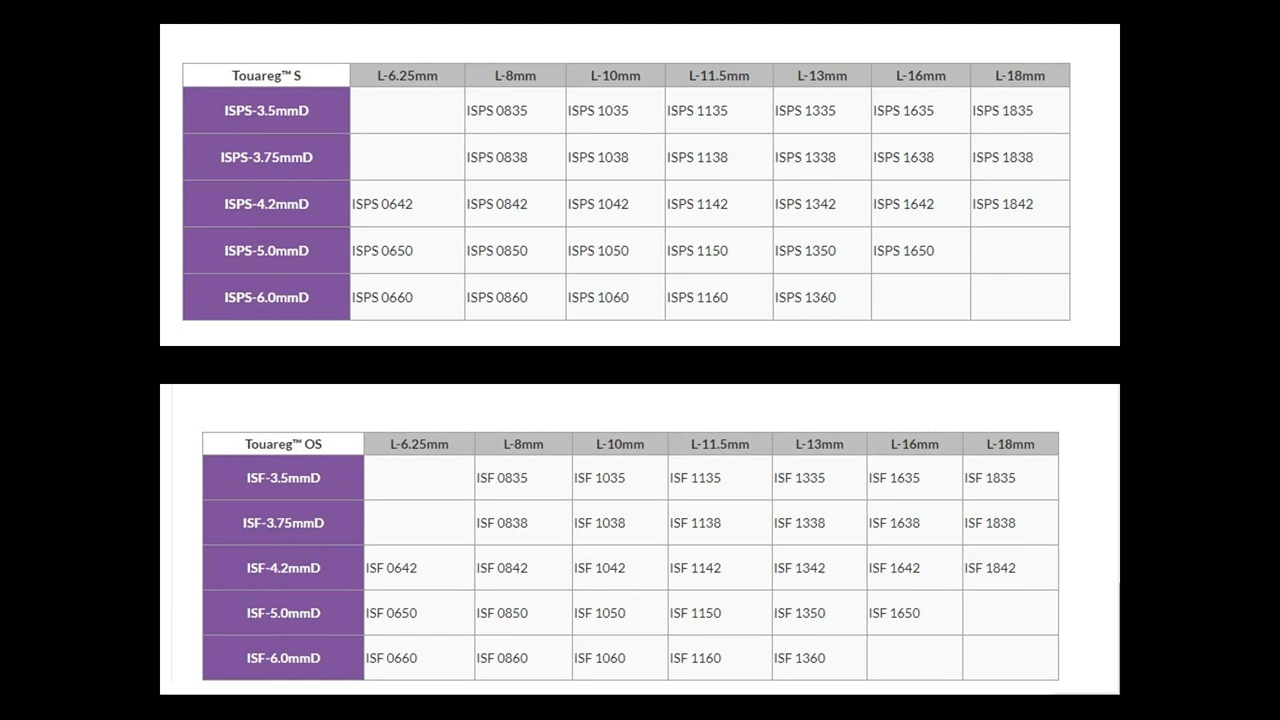 Touareg™ S L-6.25mm L-8mm L-10mm L-11.5mm L-13mm L-16mm L-18mm
ISPS-3.5mmD ISPS 0835 ISPS 1035 ISPS 1135 ISPS 1335 ISPS 1635 ISPS 1835
ISPS-3.75mmD ISPS 0838 ISPS 1038 ISPS 1138 ISPS 1338 ISPS 1638 ISPS 1838
ISPS-4.2mmD ISPS 0642 ISPS 0842 ISPS 1042 ISPS 1142 ISPS 1342 ISPS 1642 ISPS 1842
ISPS-5.0mmD ISPS 0650 ISPS 0850 ISPS 1050 ISPS 1150 ISPS 1350 ISPS 1650
ISPS-6.0mmD ISPS 0660 ISPS 0860 ISPS 1060 ISPS 1160 ISPS 1360
Touareg™ OS L-6.25mm L-8mm L-10mm L-11.5mm L-13mm L-16mm L-18mm
ISF-3.5mmD ISF 0835 ISF 1035 ISF 1135 ISF 1335 ISF 1635 ISF 1835
ISF-3.75mmD ISF 0838 ISF 1038 ISF 1138 ISF 1338 ISF 1638 ISF 1838
ISF-4.2mmD ISF 0642 ISF 0842 ISF 1042 ISF 1142 ISF 1342 ISF 1642 ISF 1842
ISF-5.0mmD ISF 0650 ISF 0850 ISF 1050 ISF 1150 ISF 1350 ISF 1650
ISF-6.0mmD ISF 0660 ISF 0860 ISF 1060 ISF 1160 ISF 1360